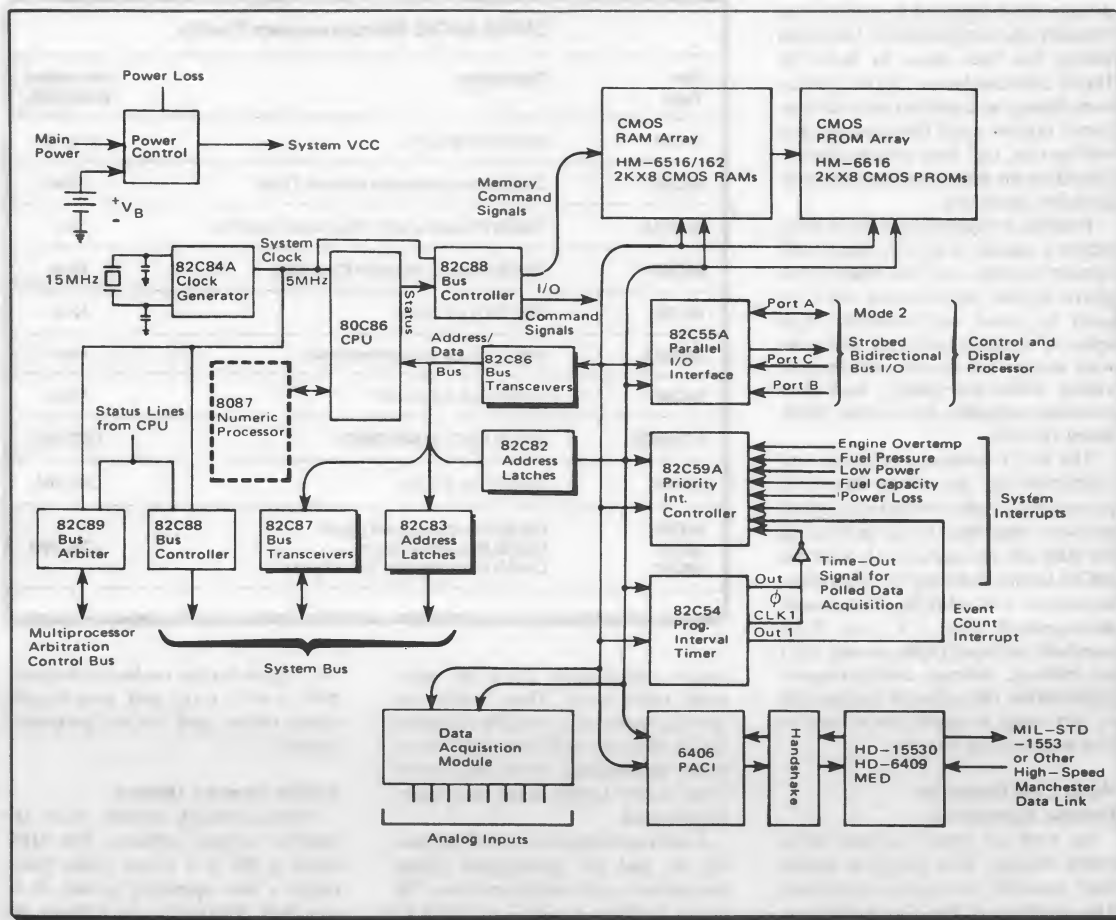 Power Loss
Main
Power
Power
Control
System VCC
+
VB
-
15MHz
82C84A
Clock
Generator
System
Clock
5MHz
80C86
CPU
Status
82C88
Bus
Controller
Memory
Command
Signals
I/O
Command
Signals
CMOS
RAM Array
HM-6516/162
2KX8 CMOS RAMs
CMOS
PROM Array
HM-6616
2KX8 CMOS PROMs
8087
Numeric
Processor
Address/
Data
Bus
82C86
Bus
Transceivers
82C82
Address
Latches
82C55A
Parallel
I/O
Interface
Port A
Port C
Port B
Mode 2
Strobed
Bidirectional
Bus I/O
Control and
Display
Processor
Status Lines
from CPU
82C89
Bus
Arbiter
82C88
Bus
Controller
82C87
Bus
Transceivers
82C83
Address
Latches
Multiprocessor
Arbitration
Control Bus
System Bus
82C59A
Priority
Int.
Controller
Engine Overtemp
Fuel Pressure
Low Power
Fuel Capacity
Power Loss
System
Interrupts
Time-Out
Signal for
Polled Data
Acquisition
82C54
Prog.
Interval
Timer
Out
φ
CLK1
Out 1
Event
Count
Interrupt
Data
Acquisition
Module
Analog Inputs
6406
PACI
Handshake
HD-15530
HD-6409
MED
MIL-STD
-1553
or Other
High-Speed
Manchester
Data Link